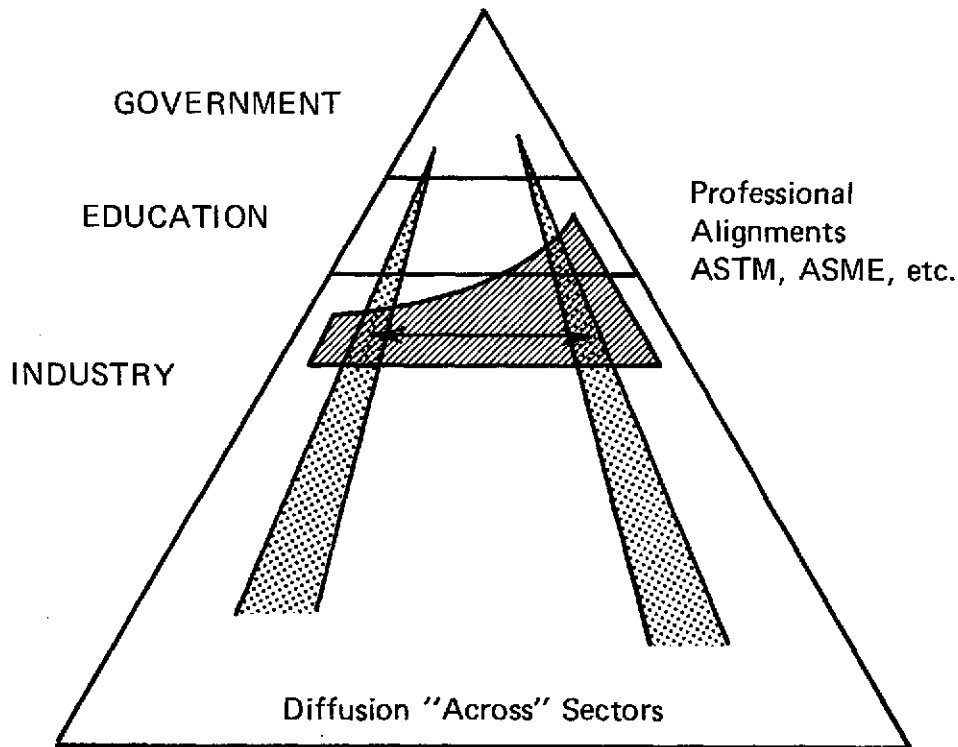 GOVERNMENT
EDUCATION
Professional
Alignments
ASTM, ASME, etc.
INDUSTRY
Diffusion "Across" Sectors